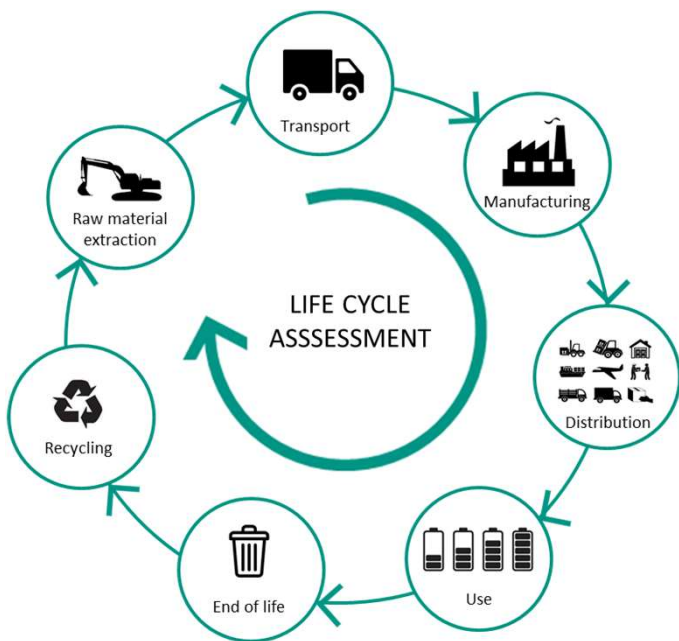 Transport
Manufacturing
Raw material
extraction
LIFE CYCLE
ASSSESSMENT
Distribution
Recycling
Use
End of life